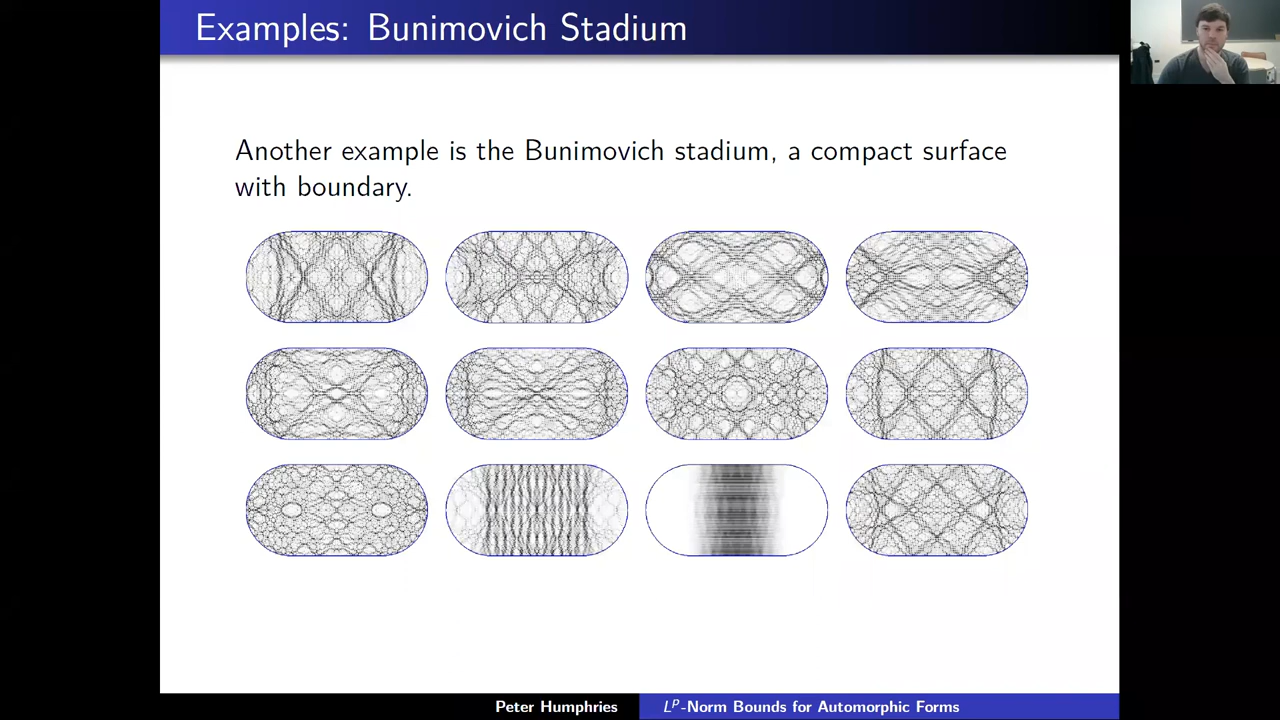 Examples: Bunimovich Stadium
Another example is the Bunimovich stadium, a compact surface
with boundary.
Peter Humphries
Lᵖ-Norm Bounds for Automorphic Forms